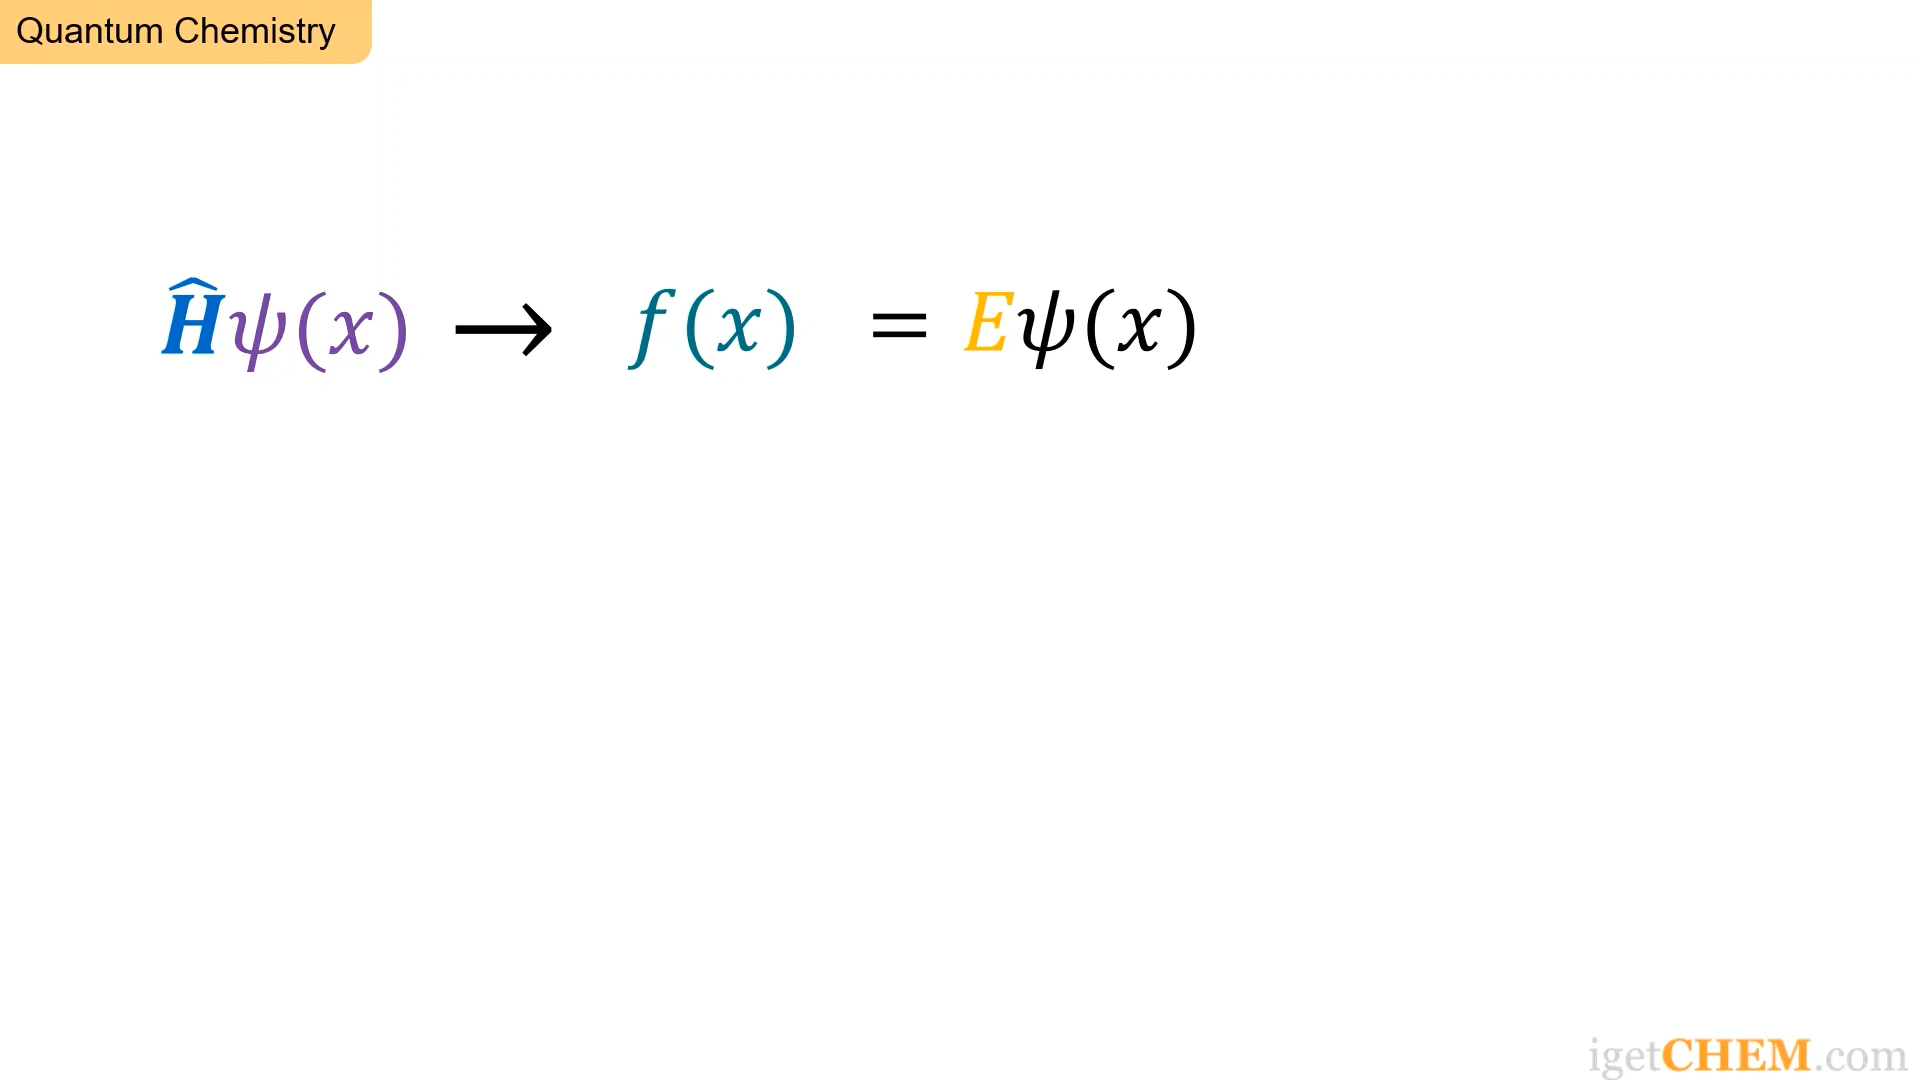 Quantum Chemistry
Ĥψ(x) → f(x) = Eψ(x)
igetCHEM.com